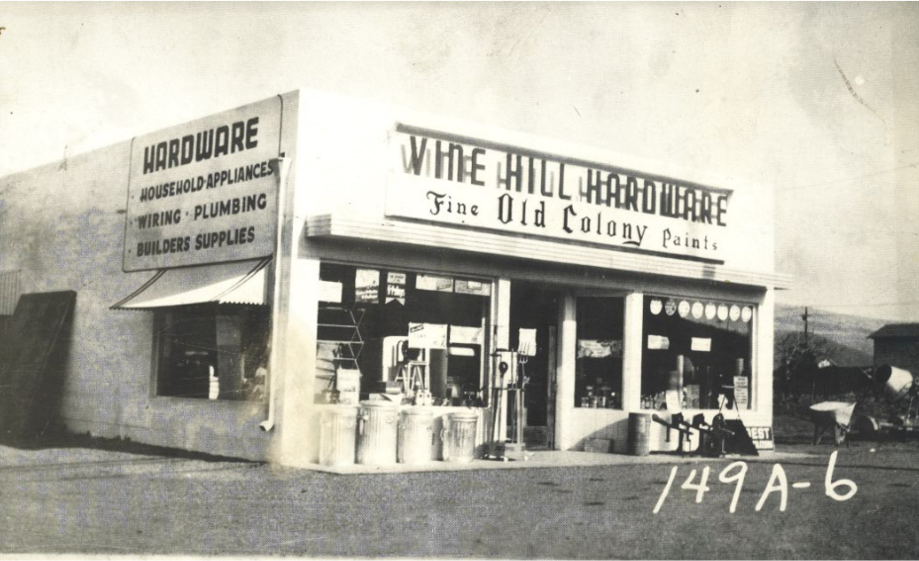 HARDWARE
HOUSEHOLD·APPLIANCES
WIRING · PLUMBING
BUILDERS SUPPLIES
VINE HILL HARDWARE
Fine Old Colony Paints
149A-6